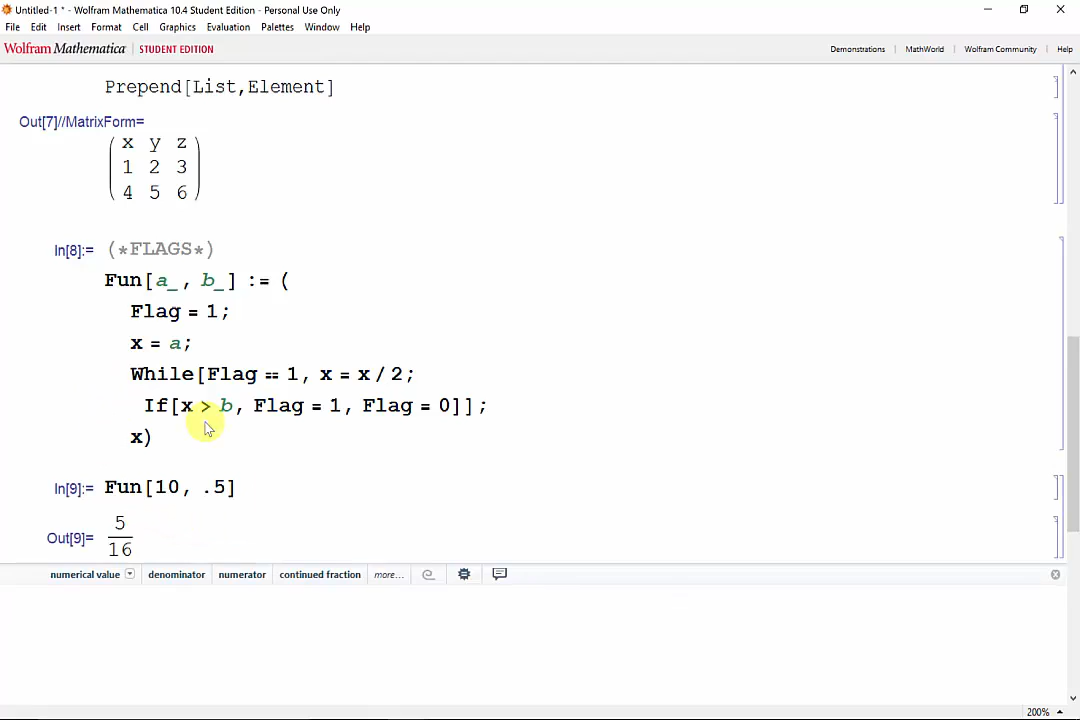 Untitled-1 * - Wolfram Mathematica 10.4 Student Edition - Personal Use Only
File Edit Insert Format Cell Graphics Evaluation Palettes Window Help
Wolfram Mathematica | STUDENT EDITION Demonstrations MathWorld Wolfram Community Help
Prepend[List,Element]
Out[7]//MatrixForm=
x y z
1 2 3
4 5 6
In[8]:= (*FLAGS*)
Fun[a_, b_] := (
Flag = 1;
x = a;
While[Flag == 1, x = x / 2;
If[x > b, Flag = 1, Flag = 0]];
x)
In[9]:= Fun[10, .5]
Out[9]= 5
16
numerical value denominator numerator continued fraction more...
200%